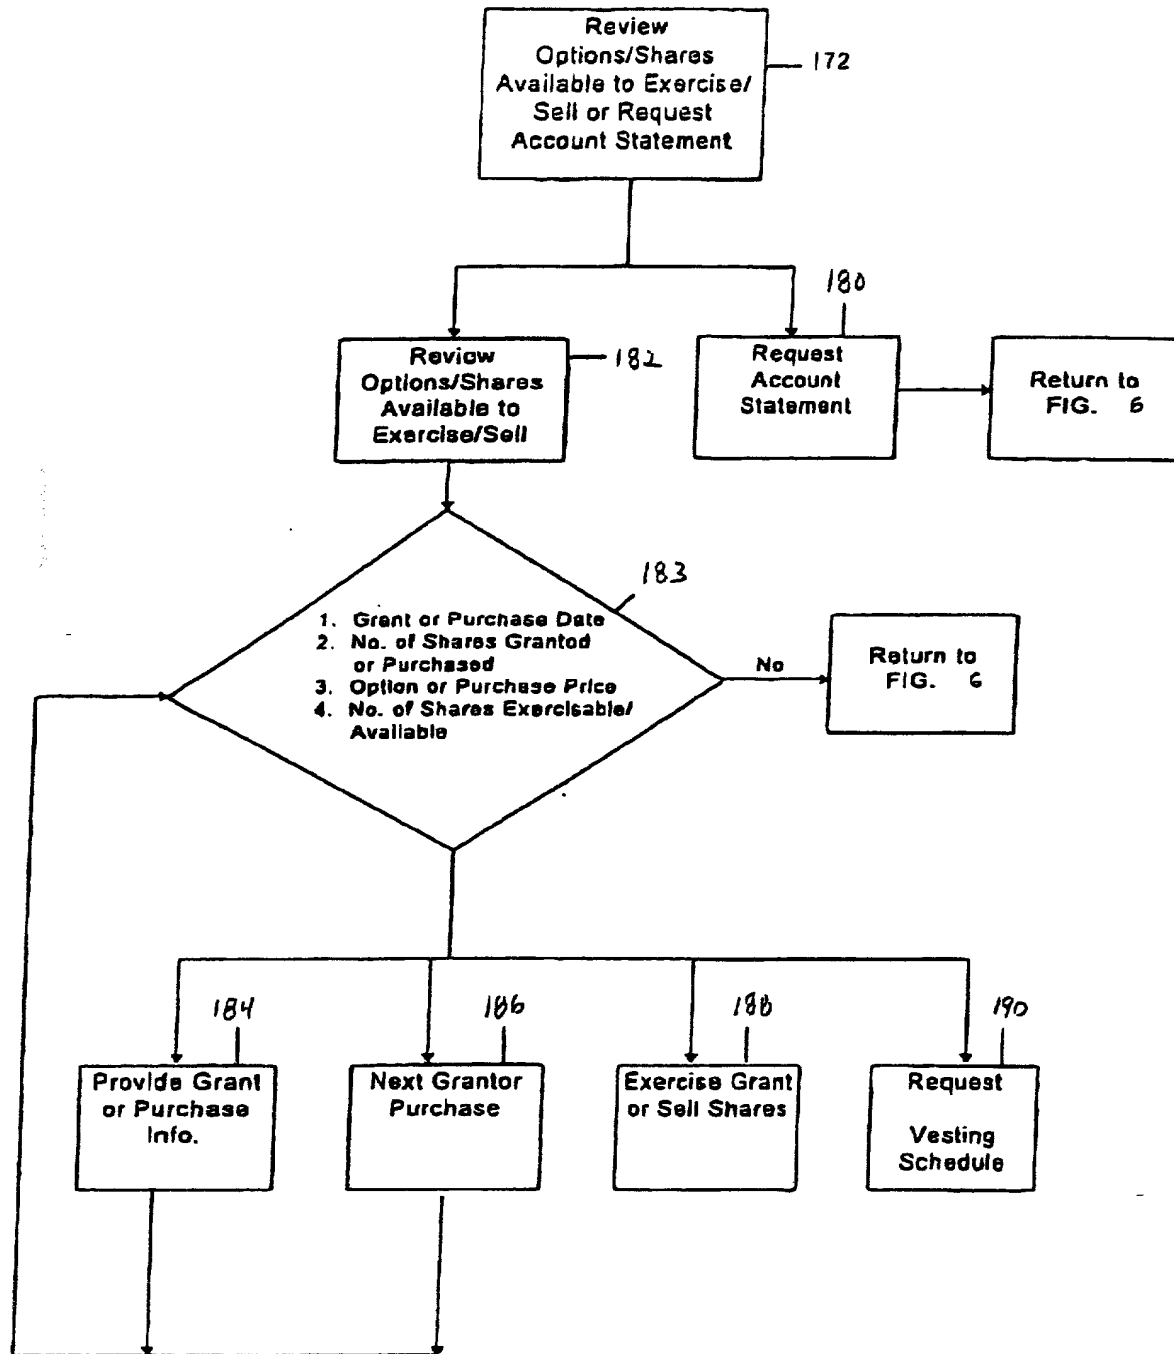 Review
Options/Shares
Available to Exercise/
Sell or Request
Account Statement
172
180
Review
Options/Shares
Available to
Exercise/Sell
182
Request
Account
Statement
Return to
FIG. 6
183
1. Grant or Purchase Date
2. No. of Shares Granted
or Purchased
3. Option or Purchase Price
4. No. of Shares Exercisable/
Available
No
Return to
FIG. 6
184
186
188
190
Provide Grant
or Purchase
Info.
Next Grantor
Purchase
Exercise Grant
or Sell Shares
Request
Vesting
Schedule